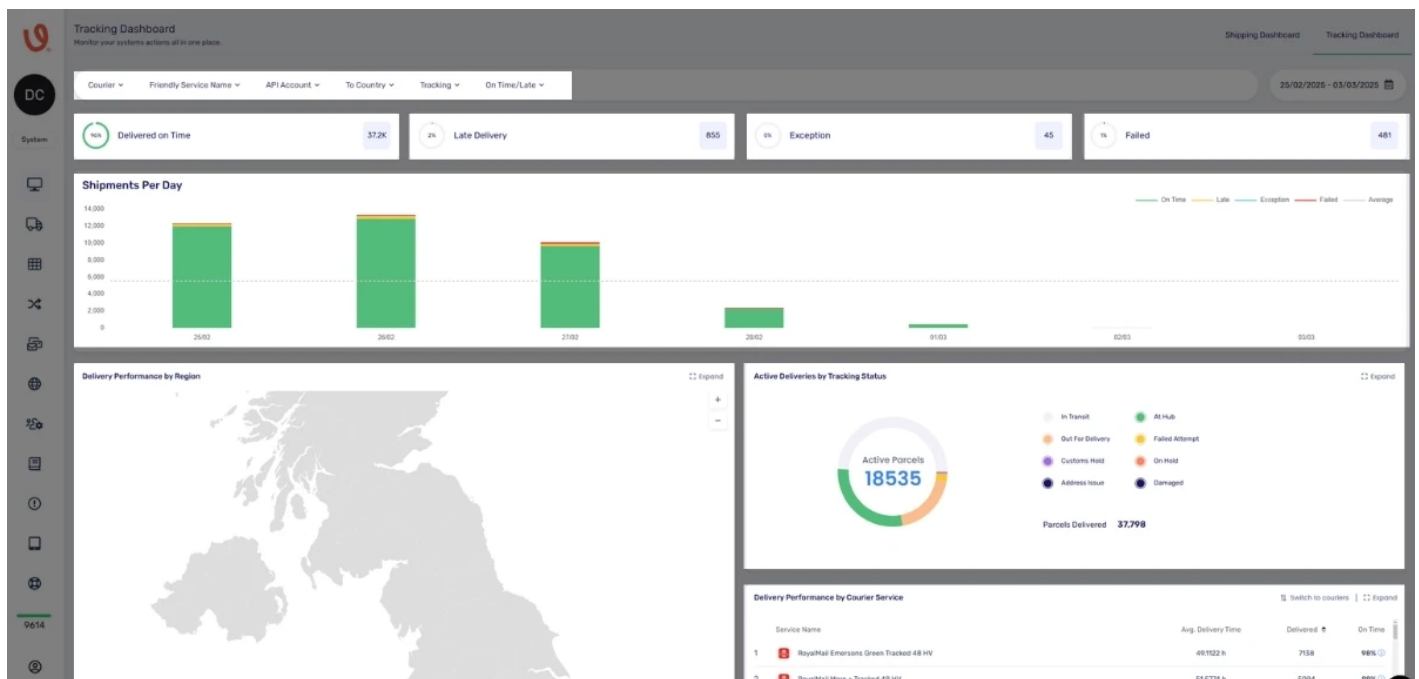 Tracking Dashboard
Monitor your systems actions all in one place.
Shipping Dashboard Tracking Dashboard
DC
Courier Friendly Service Name API Account To Country Tracking On Time/Late
25/02/2025 - 03/03/2025
System
96% Delivered on Time 37.2K
2% Late Delivery 855
0% Exception 45
1% Failed 481
Shipments Per Day
On Time Late Exception Failed Average
14,000
12,000
10,000
8,000
6,000
4,000
2,000
0
25/02 26/02 27/02 28/02 01/03 02/03 03/03
Delivery Performance by Region Expand
+
−
Active Deliveries by Tracking Status Expand
Active Parcels
18535
In Transit At Hub
Out For Delivery Failed Attempt
Customs Hold On Hold
Address Issue Damaged
Parcels Delivered 37,798
Delivery Performance by Courier Service Switch to couriers | Expand
Service Name Avg. Delivery Time Delivered On Time
1 RoyalMail Emersons Green Tracked 48 HV 49.1122 h 7138 98%
9614